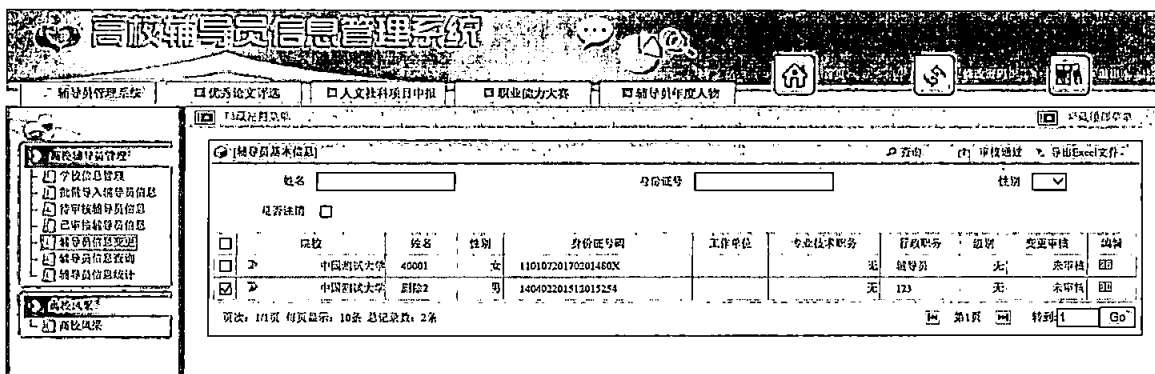 高校辅导员信息管理系统
辅导员管理系统 优秀论文评选 人文社科项目申报 职业能力大赛 辅导员年度人物
高校辅导员管理
学校信息管理
批量导入辅导员信息
待审核辅导员信息
已审核辅导员信息
辅导员信息变更
辅导员信息查询
辅导员信息统计
高校风采
高校风采
[辅导员基本信息] 查询 审核通过 导出Excel文件
姓名 身份证号 性别
是否注销
院校 姓名 性别 身份证号码 工作单位 专业技术职务 行政职务 级别 变更审核 编辑
中国测试大学 40001 女 11010720170201480X 无 辅导员 无 未审核
中国测试大学 删除2 男 140402201512015254 无 123 无 未审核
页次：1/1页 每页显示：10条 总记录数：2条 第1页 转到:1 Go